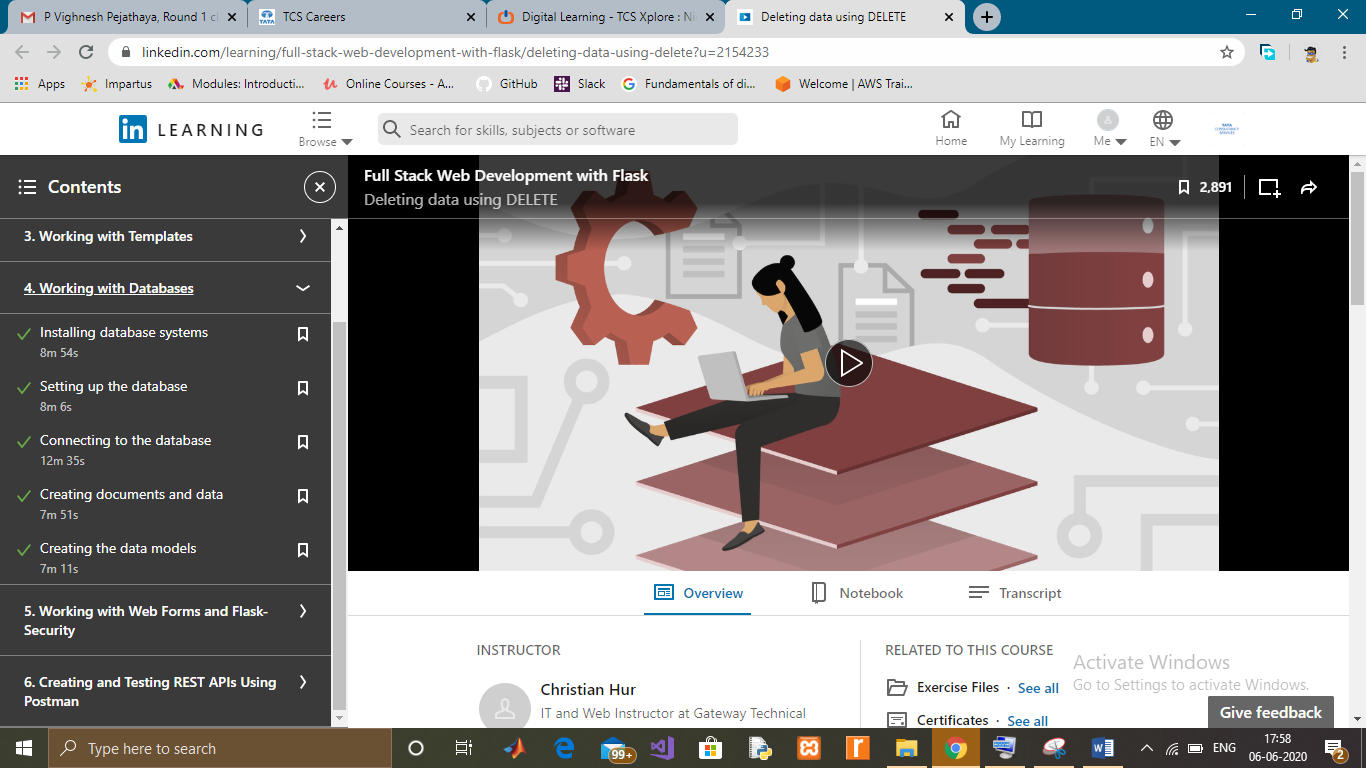 P Vighnesh Pejathaya, Round 1 cl
TCS Careers
Digital Learning - TCS Xplore : Ni
Deleting data using DELETE
linkedin.com/learning/full-stack-web-development-with-flask/deleting-data-using-delete?u=2154233
Apps
Impartus
Modules: Introducti...
Online Courses - A...
GitHub
Slack
Fundamentals of di...
Welcome | AWS Trai...
in LEARNING
Browse
Search for skills, subjects or software
Home
My Learning
Me
EN
TATA
CONSULTANCY
SERVICES
Contents
3. Working with Templates
4. Working with Databases
Installing database systems
8m 54s
Setting up the database
8m 6s
Connecting to the database
12m 35s
Creating documents and data
7m 51s
Creating the data models
7m 11s
5. Working with Web Forms and Flask-
Security
6. Creating and Testing REST APIs Using
Postman
Full Stack Web Development with Flask
Deleting data using DELETE
2,891
Overview
Notebook
Transcript
INSTRUCTOR
Christian Hur
IT and Web Instructor at Gateway Technical
RELATED TO THIS COURSE
Exercise Files · See all
Certificates · See all
Activate Windows
Go to Settings to activate Windows.
Give feedback
Type here to search
99+
ENG
17:58
06-06-2020
2